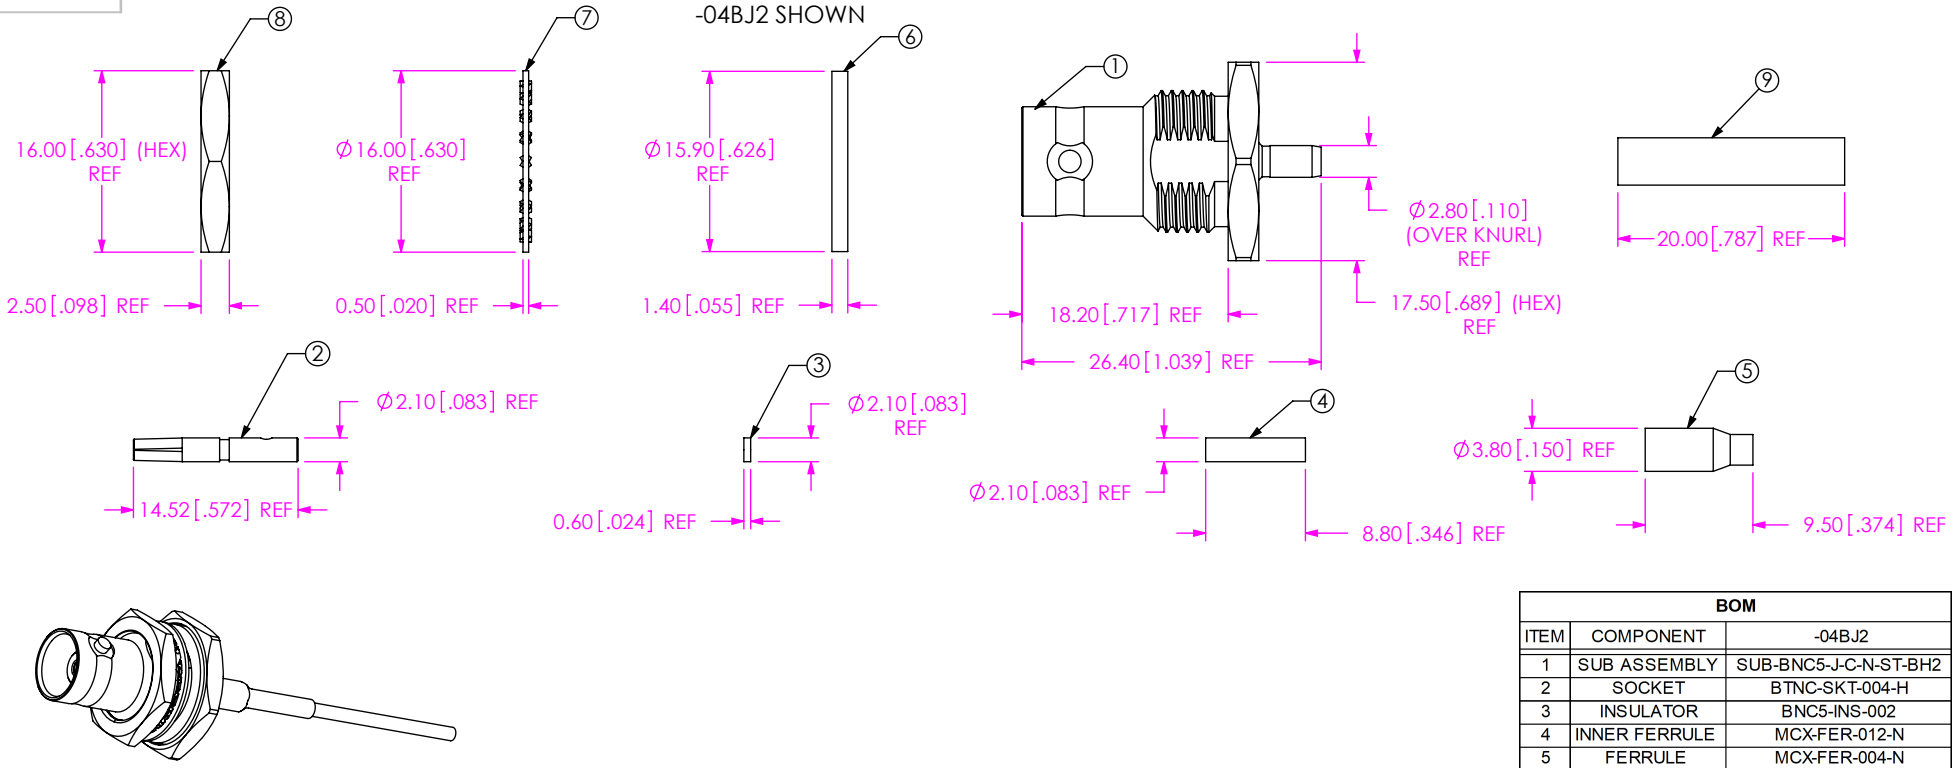 -04BJ2 SHOWN
8
7
6
1
9
16.00 [.630] (HEX)
REF
Ø16.00 [.630]
REF
Ø15.90 [.626]
REF
Ø2.80 [.110]
(OVER KNURL)
REF
20.00 [.787] REF
2.50 [.098] REF
0.50 [.020] REF
1.40 [.055] REF
18.20 [.717] REF
17.50 [.689] (HEX)
REF
26.40 [1.039] REF
2
3
4
5
Ø2.10 [.083] REF
Ø2.10 [.083]
REF
Ø2.10 [.083] REF
Ø3.80 [.150] REF
14.52 [.572] REF
0.60 [.024] REF
8.80 [.346] REF
9.50 [.374] REF
BOM
ITEM COMPONENT -04BJ2
1 SUB ASSEMBLY SUB-BNC5-J-C-N-ST-BH2
2 SOCKET BTNC-SKT-004-H
3 INSULATOR BNC5-INS-002
4 INNER FERRULE MCX-FER-012-N
5 FERRULE MCX-FER-004-N